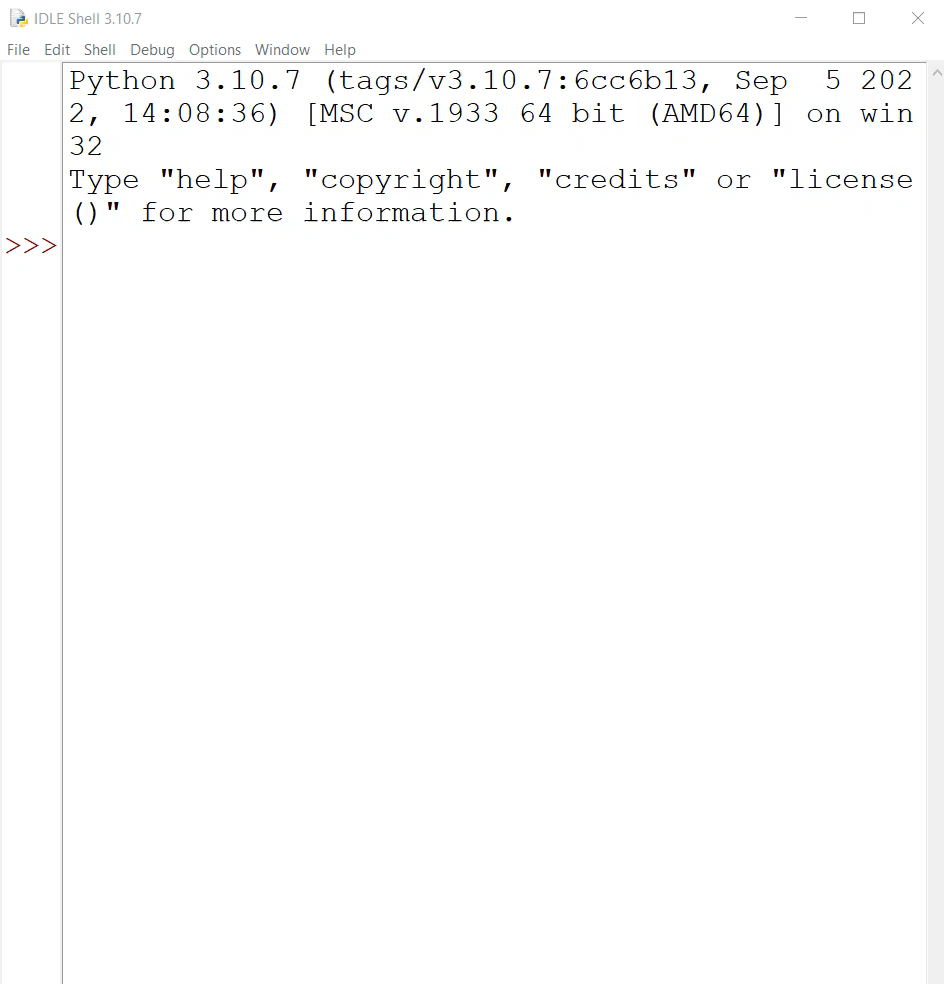 IDLE Shell 3.10.7
File Edit Shell Debug Options Window Help
Python 3.10.7 (tags/v3.10.7:6cc6b13, Sep  5 202
2, 14:08:36) [MSC v.1933 64 bit (AMD64)] on win
32
Type "help", "copyright", "credits" or "license
()" for more information.
>>>